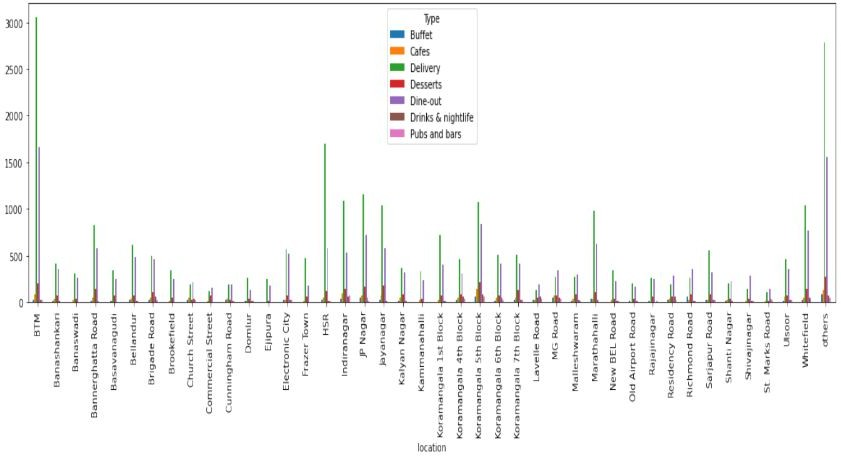 Type
Buffet
Cafes
Delivery
Desserts
Dine-out
Drinks & nightlife
Pubs and bars
3000
2500
2000
1500
1000
500
0
BTM
Banashankari
Banaswadi
Bannerghatta Road
Basavanagudi
Bellandur
Brigade Road
Brookefield
Church Street
Commercial Street
Cunningham Road
Domlur
Ejipura
Electronic City
Frazer Town
HSR
Indiranagar
JP Nagar
Jayanagar
Kalyan Nagar
Kammanahalli
Koramangala 1st Block
Koramangala 4th Block
Koramangala 5th Block
Koramangala 6th Block
Koramangala 7th Block
Lavelle Road
MG Road
Malleshwaram
Marathahalli
New BEL Road
Old Airport Road
Rajajinagar
Residency Road
Richmond Road
Sarjapur Road
Shanti Nagar
Shivajinagar
St. Marks Road
Ulsoor
Whitefield
others
location